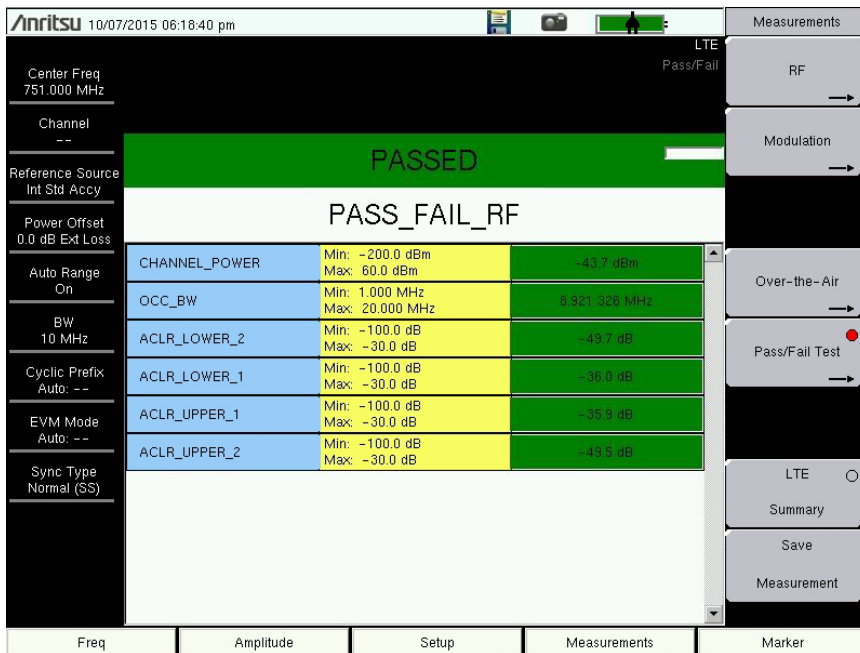 /inritsu 10/07/2015 06:18:40 pm
Measurements
LTE
Pass/Fail
Center Freq
751.000 MHz
Channel
--
Reference Source
Int Std Accy
Power Offset
0.0 dB Ext Loss
Auto Range
On
BW
10 MHz
Cyclic Prefix
Auto: --
EVM Mode
Auto: --
Sync Type
Normal (SS)
PASSED
PASS_FAIL_RF
CHANNEL_POWER
Min: -200.0 dBm
Max: 60.0 dBm
-43.7 dBm
OCC_BW
Min: 1.000 MHz
Max: 20.000 MHz
8.921 326 MHz
ACLR_LOWER_2
Min: -100.0 dB
Max: -30.0 dB
-49.7 dB
ACLR_LOWER_1
Min: -100.0 dB
Max: -30.0 dB
-36.0 dB
ACLR_UPPER_1
Min: -100.0 dB
Max: -30.0 dB
-35.9 dB
ACLR_UPPER_2
Min: -100.0 dB
Max: -30.0 dB
-49.5 dB
RF
Modulation
Over-the-Air
Pass/Fail Test
LTE
Summary
Save
Measurement
Freq
Amplitude
Setup
Measurements
Marker